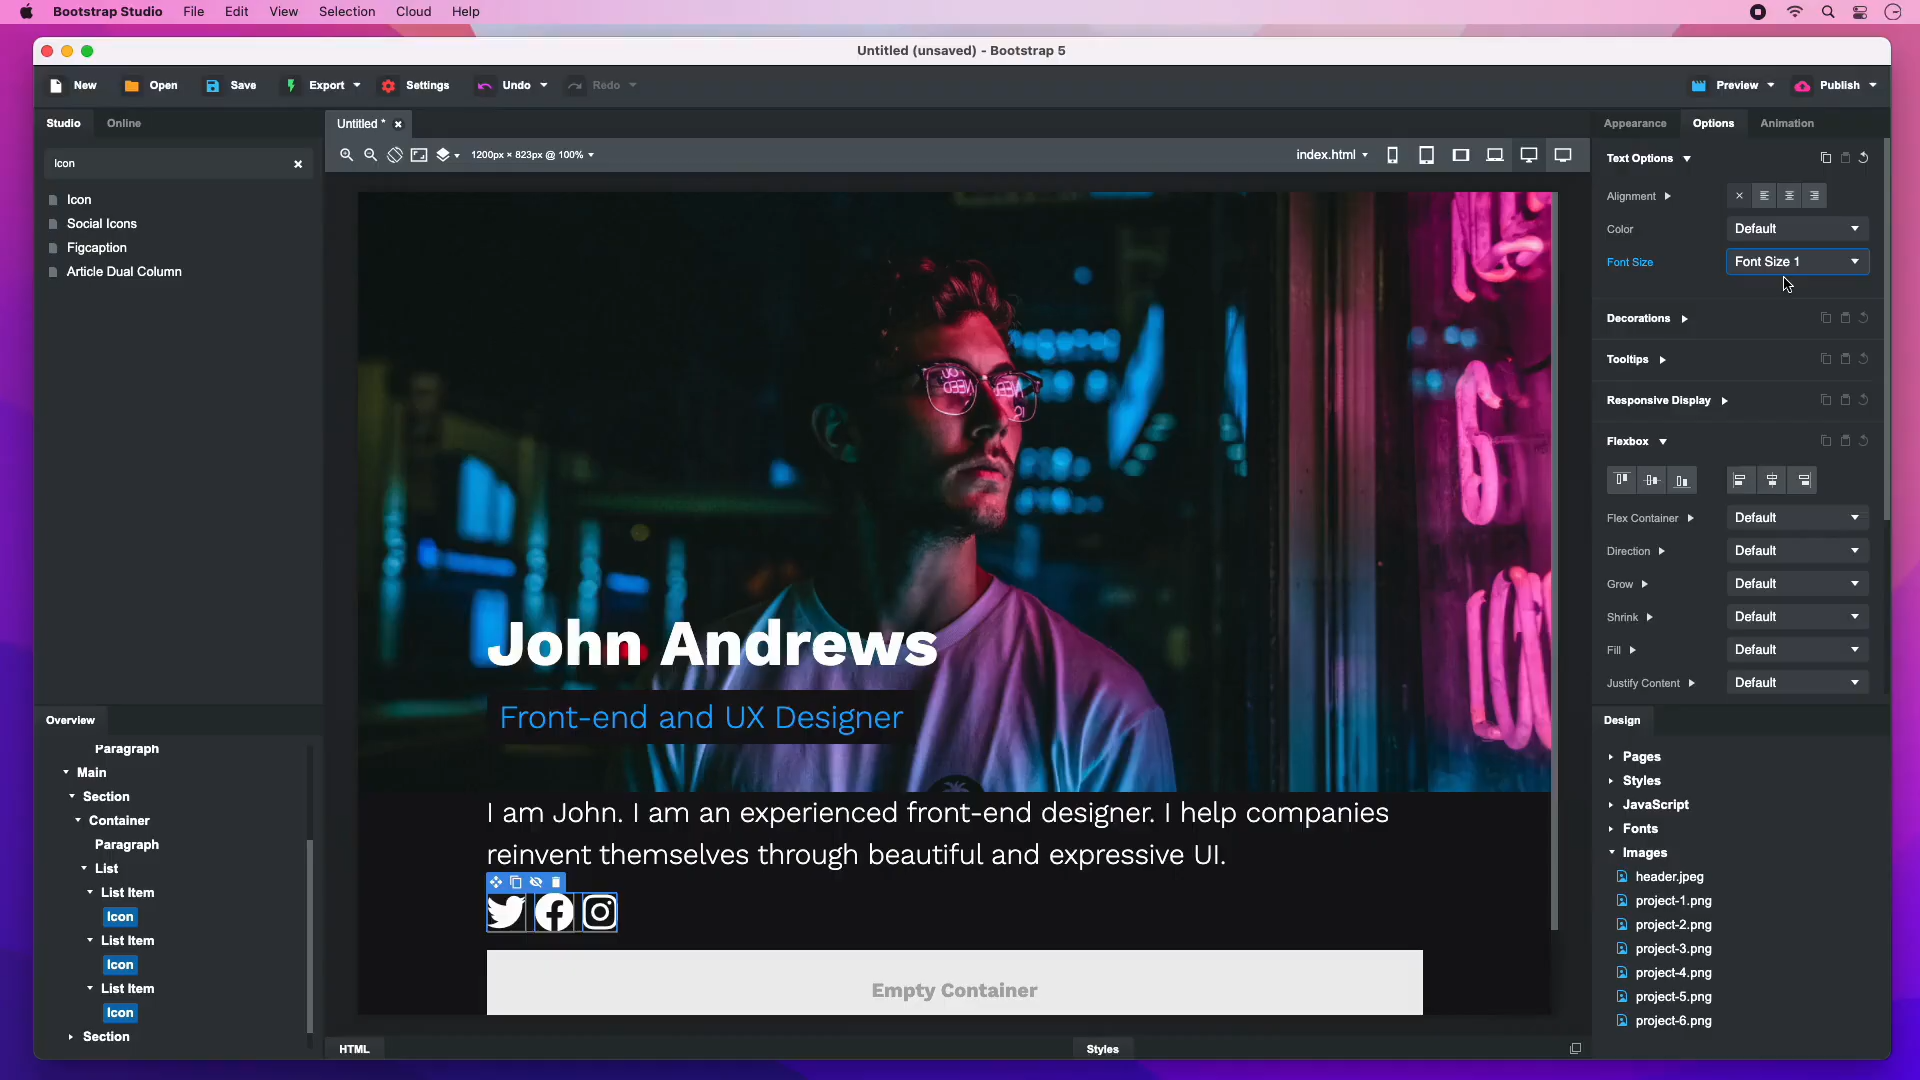 Bootstrap Studio File Edit View Selection Cloud Help
Untitled (unsaved) - Bootstrap 5
New Open Save Export Settings Undo Redo Preview Publish
Studio Online
Icon
Icon
Social Icons
Figcaption
Article Dual Column
Untitled *
1200px × 823px @ 100%
index.html
John Andrews
Front-end and UX Designer
I am John. I am an experienced front-end designer. I help companies
reinvent themselves through beautiful and expressive UI.
Empty Container
HTML
Styles
Appearance Options Animation
Text Options
Alignment
Color Default
Font Size Font Size 1
Decorations
Tooltips
Responsive Display
Flexbox
Flex Container Default
Direction Default
Grow Default
Shrink Default
Fill Default
Justify Content Default
Overview
Paragraph
Main
Section
Container
Paragraph
List
List Item
Icon
List Item
Icon
List Item
Icon
Section
Design
Pages
Styles
JavaScript
Fonts
Images
header.jpeg
project-1.png
project-2.png
project-3.png
project-4.png
project-5.png
project-6.png